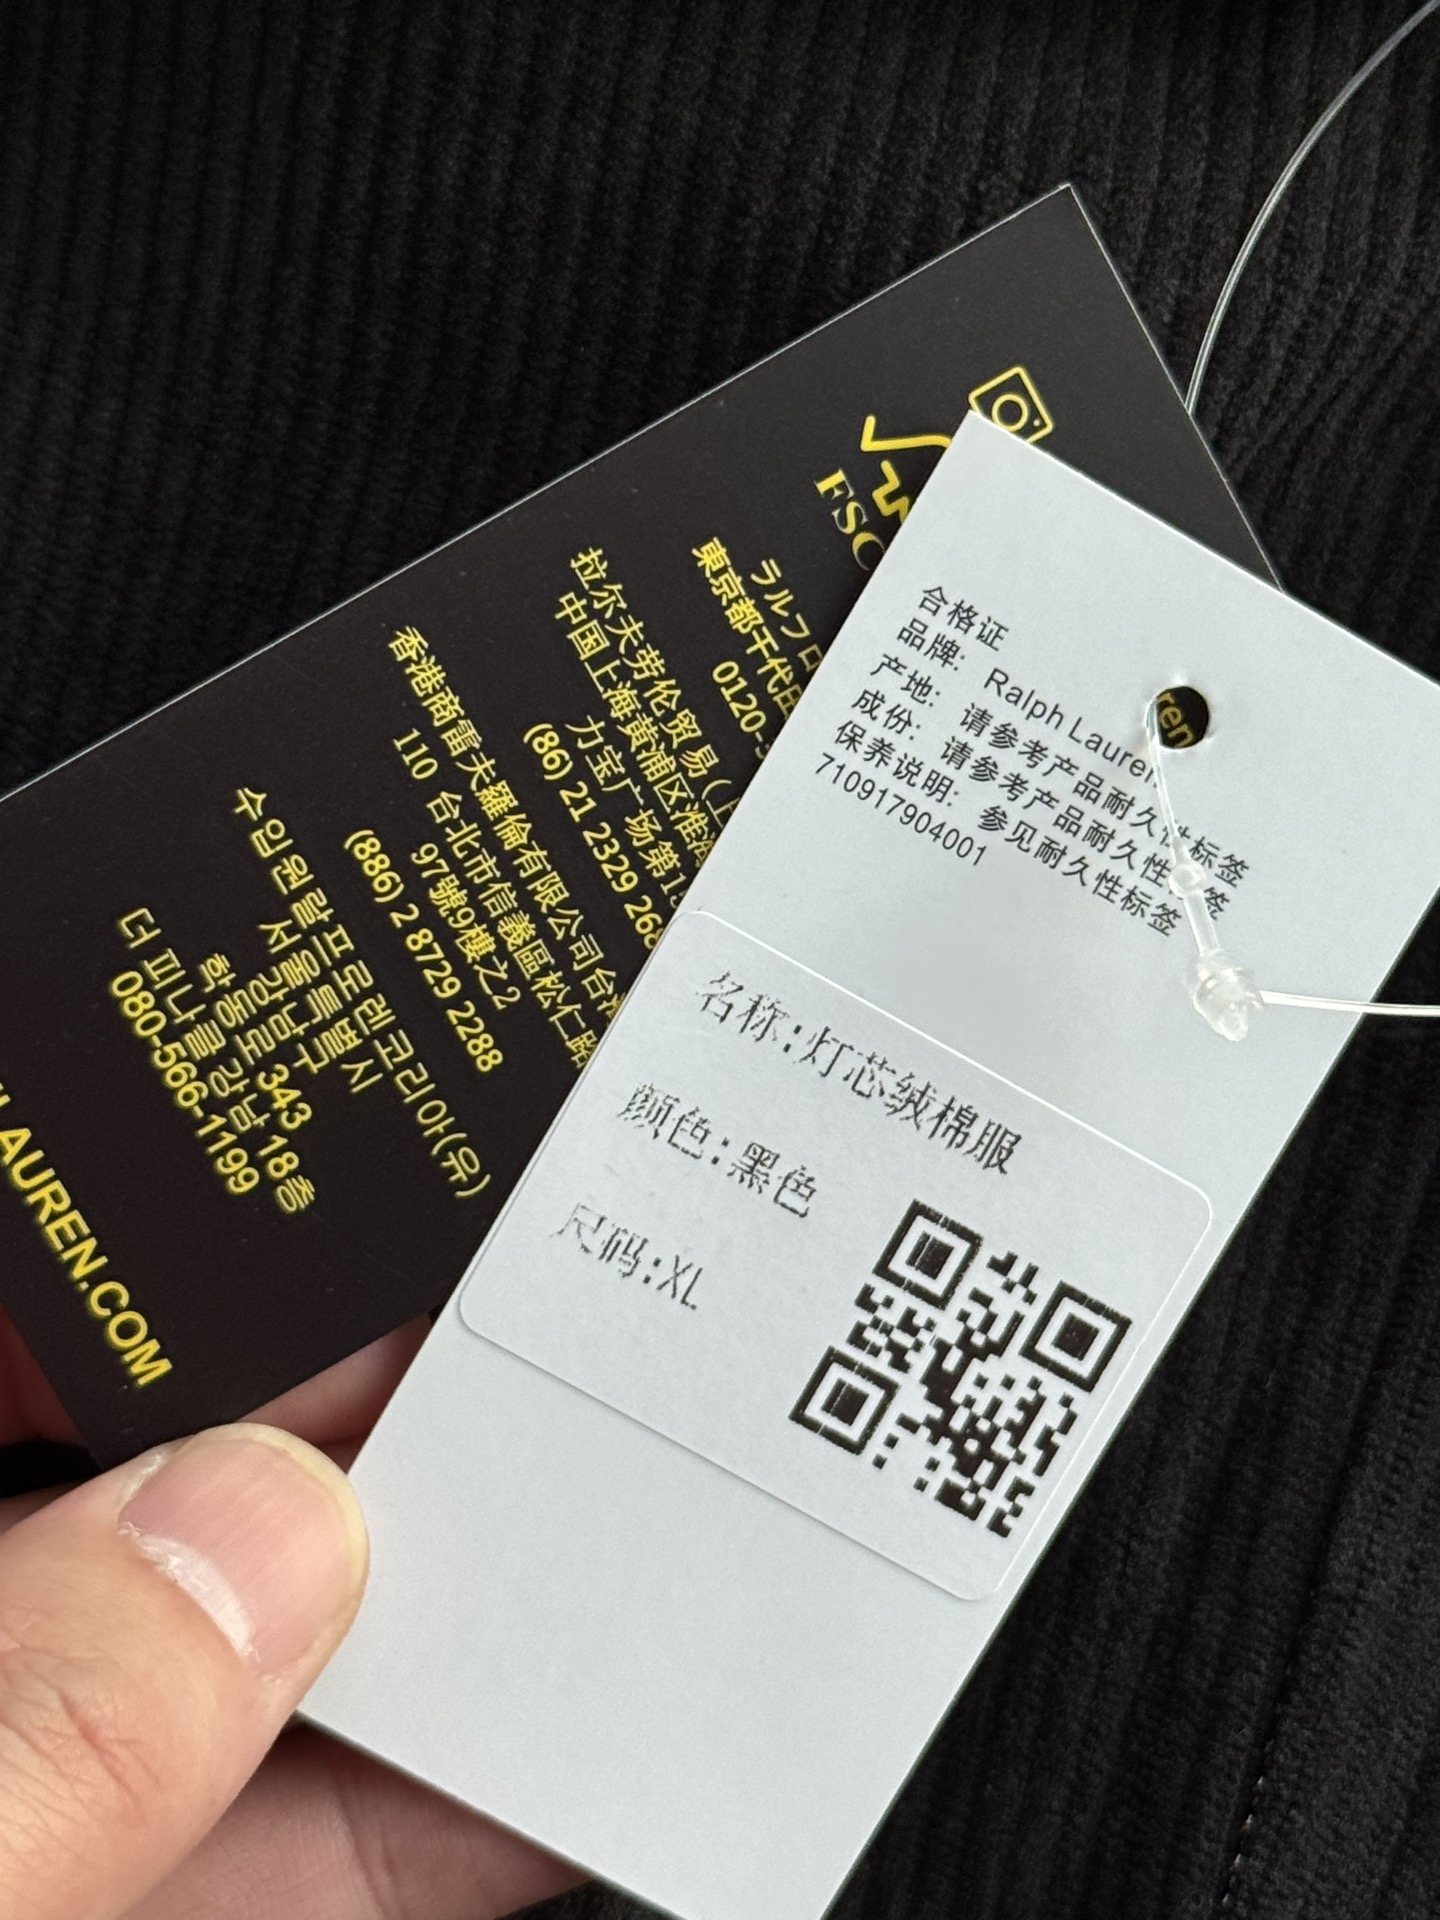 合格证
品牌: Ralph Lauren
产地: 请参考产品耐久性标签
成份: 请参考产品耐久性标签
保养说明: 参见耐久性标签
710917904001
名称:灯芯绒棉服
颜色:黑色
尺码:XL
ren
FSC
ラルフロ
東京都千代田
0120-3
拉尔夫劳伦贸易(上
中国上海黄浦区淮海
力宝广场第1
(86) 21 2329 268
香港商雷夫羅倫有限公司台灣
110 台北市信義區松仁路
97號9樓之2
(886) 2 8729 2288
수입원랄프로렌코리아(유)
서울특별시
강남구
학동로 343
더피나클강남 18층
080-566-1199
LAUREN.COM